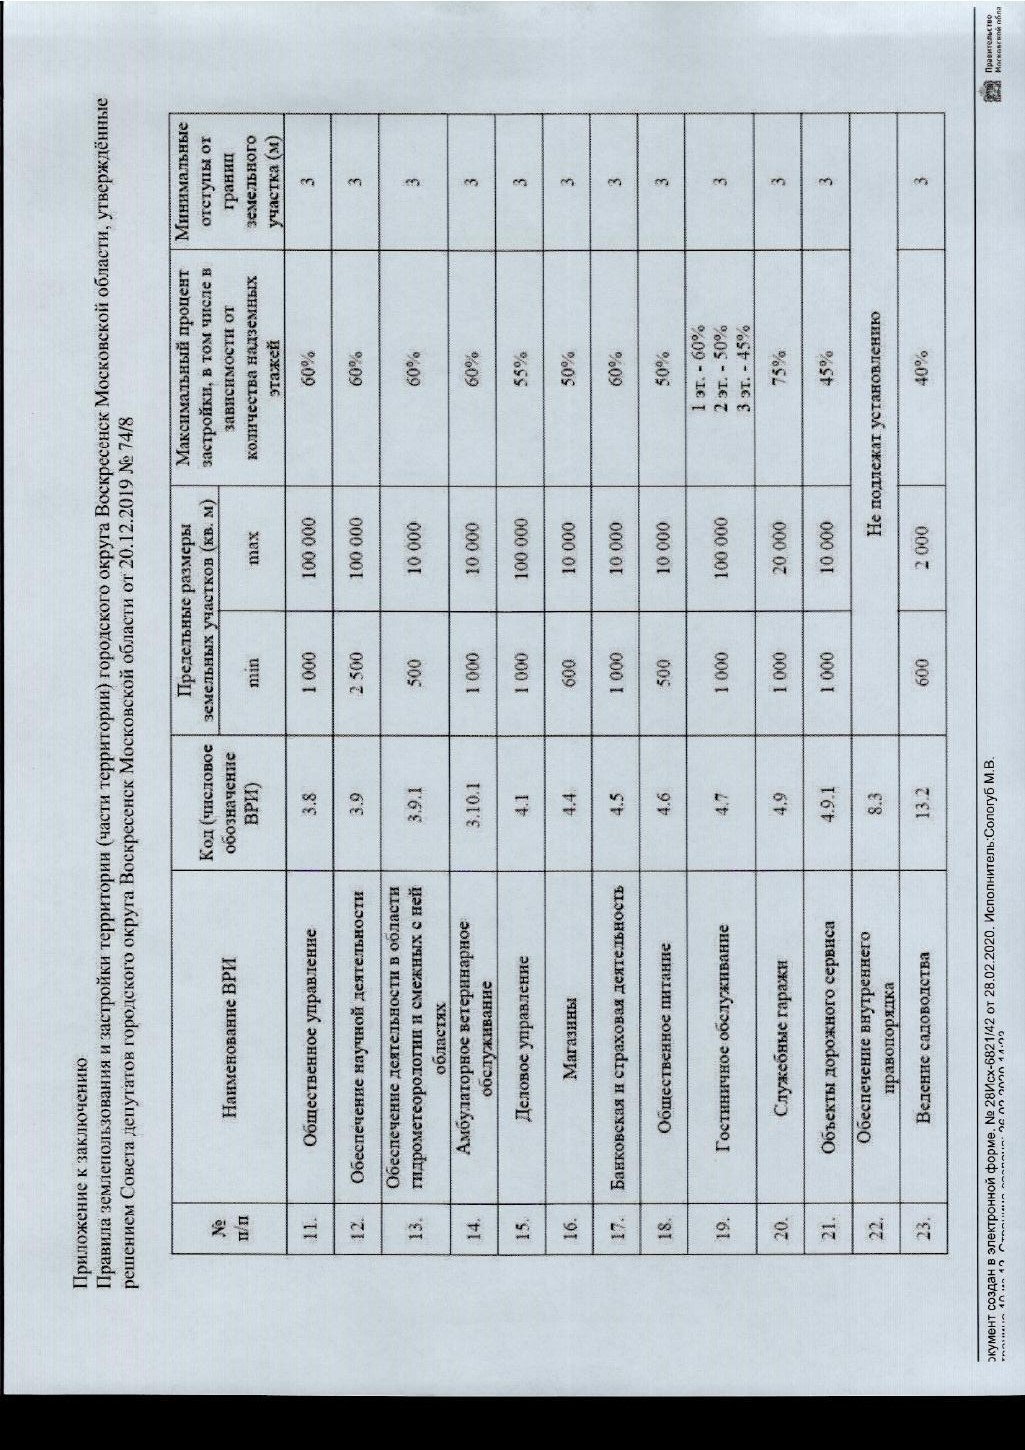 Приложение к заключению
Правила землепользования и застройки территории (части территории) городского округа Воскресенск Московской области, утверждённые
решением Совета депутатов городского округа Воскресенск Московской области от 20.12.2019 № 74/8
№ п/п
Наименование ВРИ
Код (числовое обозначение ВРИ)
Предельные размеры земельных участков (кв. м)
min
max
Максимальный процент застройки, в том числе в зависимости от количества надземных этажей
Минимальные отступы от границ земельного участка (м)
11. Общественное управление 3.8 1 000 100 000 60% 3
12. Обеспечение научной деятельности 3.9 2 500 100 000 60% 3
13. Обеспечение деятельности в области гидрометеорологии и смежных с ней областях 3.9.1 500 10 000 60% 3
14. Амбулаторное ветеринарное обслуживание 3.10.1 1 000 10 000 60% 3
15. Деловое управление 4.1 1 000 100 000 55% 3
16. Магазины 4.4 600 10 000 50% 3
17. Банковская и страховая деятельность 4.5 1 000 10 000 60% 3
18. Общественное питание 4.6 500 10 000 50% 3
19. Гостиничное обслуживание 4.7 1 000 100 000 1 эт. - 60% 2 эт. - 50% 3 эт. - 45% 3
20. Служебные гаражи 4.9 1 000 20 000 75% 3
21. Объекты дорожного сервиса 4.9.1 1 000 10 000 45% 3
22. Обеспечение внутреннего правопорядка 8.3 Не подлежат установлению
23. Ведение садоводства 13.2 600 2 000 40% 3
окумент создан в электронной форме. № 28Исх-6821/42 от 28.02.2020. Исполнитель:Сологуб М.В.
Правительство
Московской обла